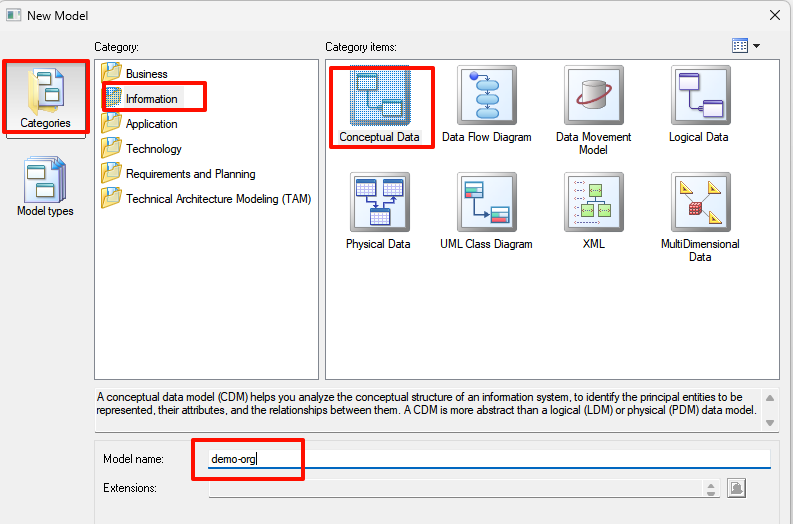 New Model
Category:
Category items:
Categories
Model types
Business
Information
Application
Technology
Requirements and Planning
Technical Architecture Modeling (TAM)
Conceptual Data
Data Flow Diagram
Data Movement
Model
Logical Data
Physical Data
UML Class Diagram
XML
MultiDimensional
Data
A conceptual data model (CDM) helps you analyze the conceptual structure of an information system, to identify the principal entities to be
represented, their attributes, and the relationships between them. A CDM is more abstract than a logical (LDM) or physical (PDM) data model.
Model name:
demo-org
Extensions: